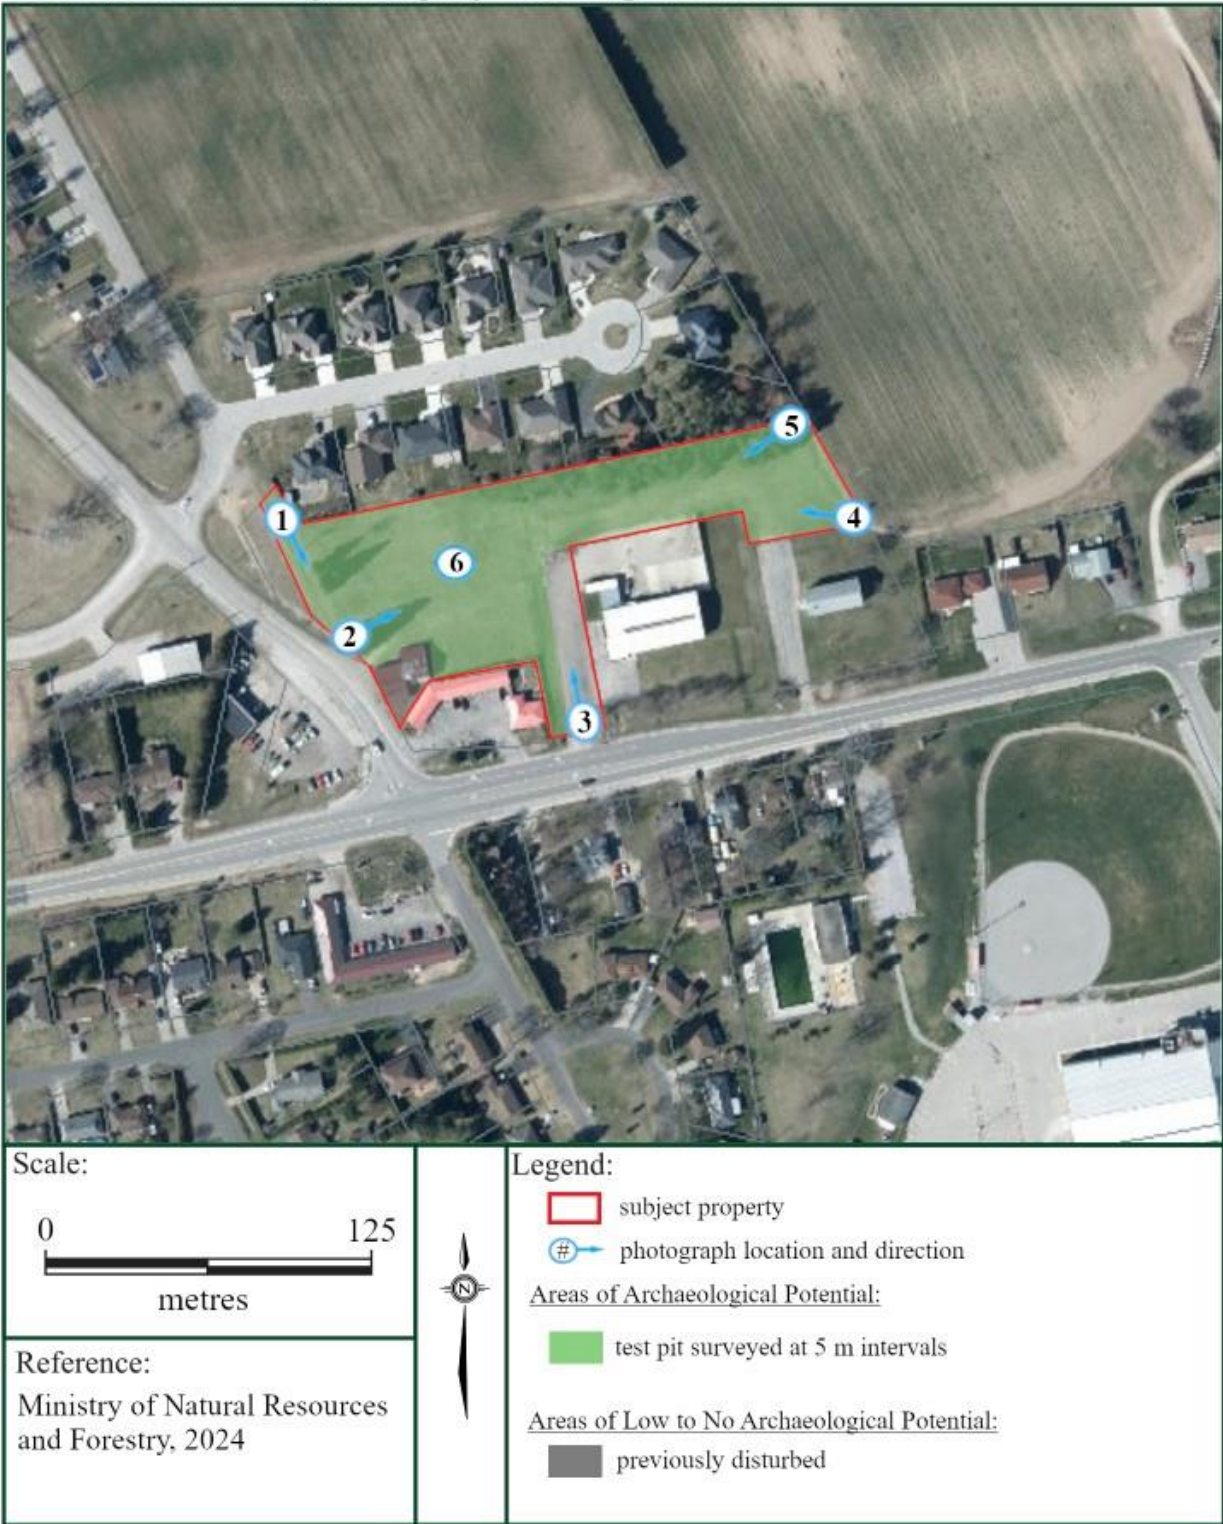 5
1
4
6
2
3
Scale:
0 125
metres
Reference:
Ministry of Natural Resources
and Forestry, 2024
N
Legend:
subject property
# photograph location and direction
Areas of Archaeological Potential:
test pit surveyed at 5 m intervals
Areas of Low to No Archaeological Potential:
previously disturbed